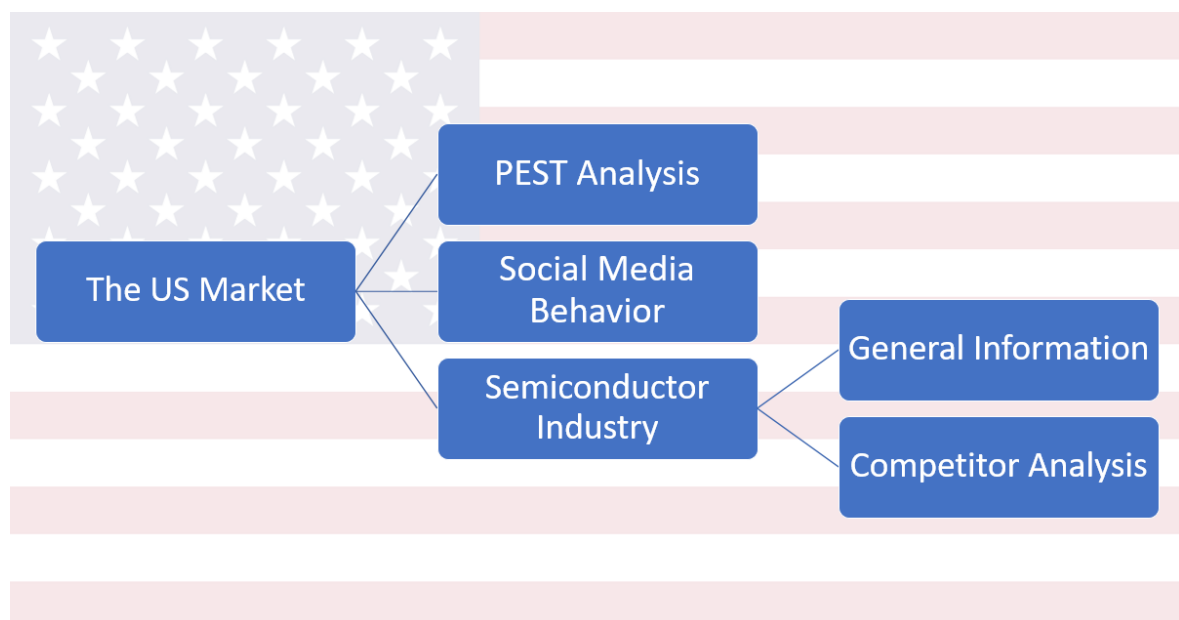 The US Market
PEST Analysis
Social Media
Behavior
Semiconductor
Industry
General Information
Competitor Analysis